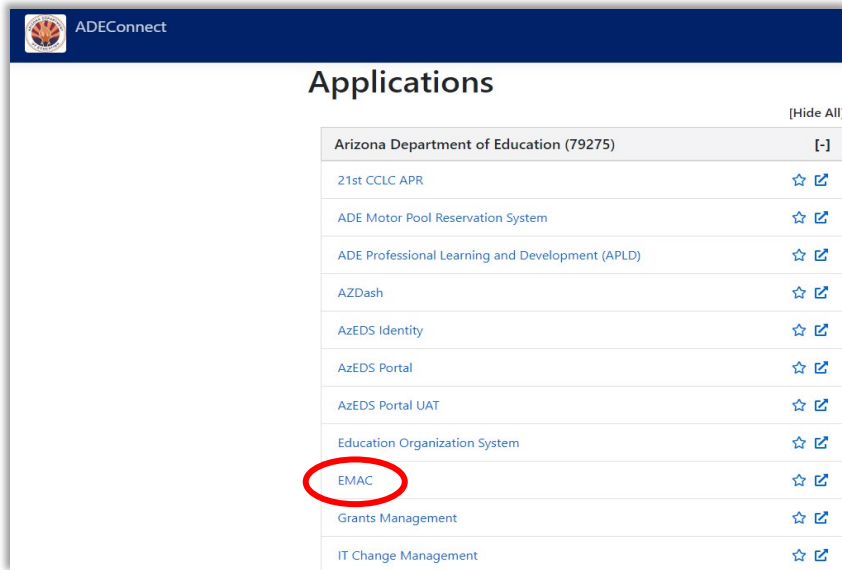 ADEConnect
Applications
[Hide All]
Arizona Department of Education (79275) [-]
21st CCLC APR
ADE Motor Pool Reservation System
ADE Professional Learning and Development (APLD)
AZDash
AzEDS Identity
AzEDS Portal
AzEDS Portal UAT
Education Organization System
EMAC
Grants Management
IT Change Management